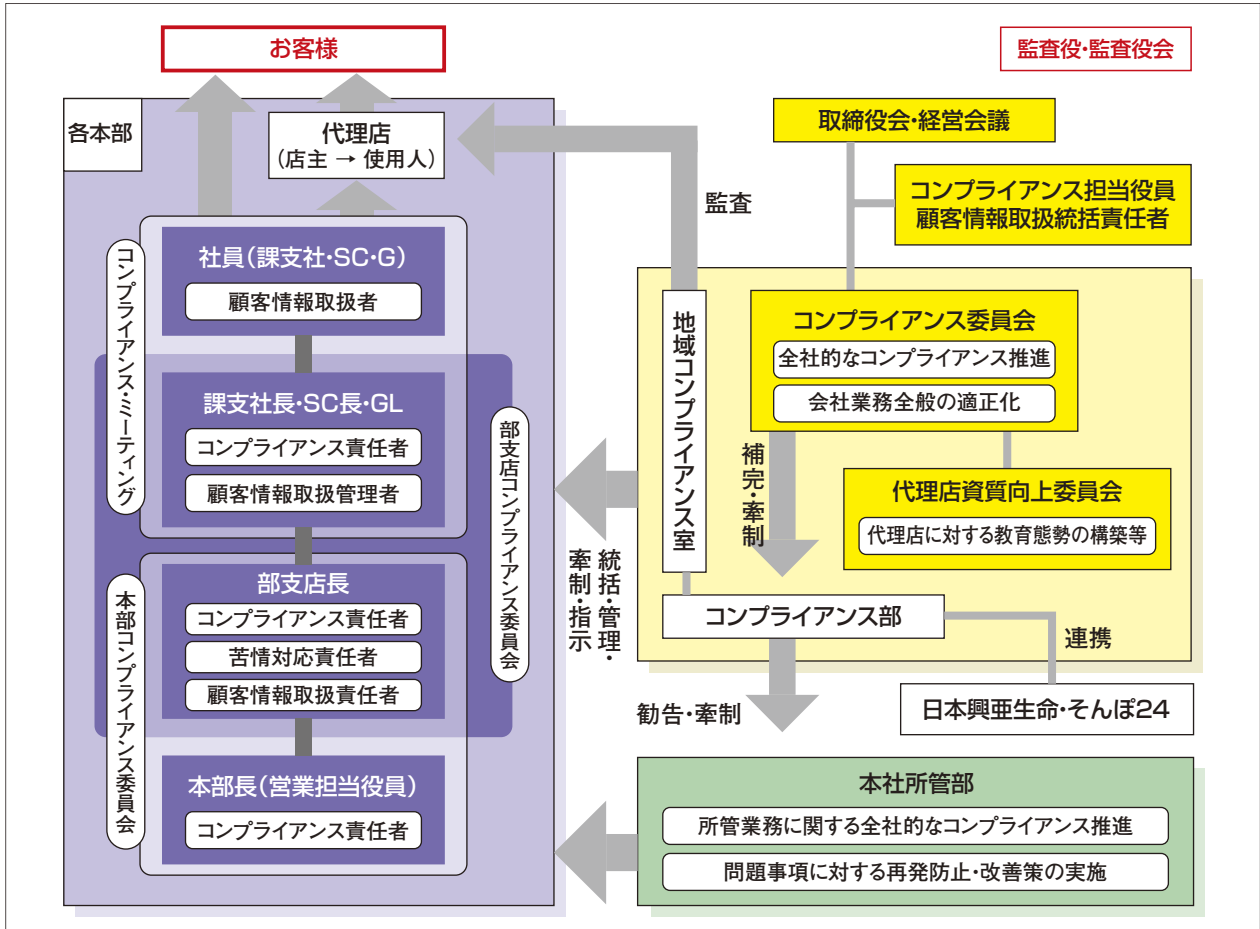 お客様
監査役・監査役会
各本部
代理店
(店主 → 使用人)
社員(課支社・SC・G)
顧客情報取扱者
コンプライアンス・ミーティング
課支社長・SC長・GL
コンプライアンス責任者
顧客情報取扱管理者
部支店コンプライアンス委員会
部支店長
コンプライアンス責任者
苦情対応責任者
顧客情報取扱責任者
本部コンプライアンス委員会
本部長(営業担当役員)
コンプライアンス責任者
監査
統括・管理・
牽制・指示
取締役会・経営会議
コンプライアンス担当役員
顧客情報取扱統括責任者
地域コンプライアンス室
コンプライアンス委員会
全社的なコンプライアンス推進
会社業務全般の適正化
補完・牽制
代理店資質向上委員会
代理店に対する教育態勢の構築等
コンプライアンス部
連携
日本興亜生命・そんぽ24
勧告・牽制
本社所管部
所管業務に関する全社的なコンプライアンス推進
問題事項に対する再発防止・改善策の実施